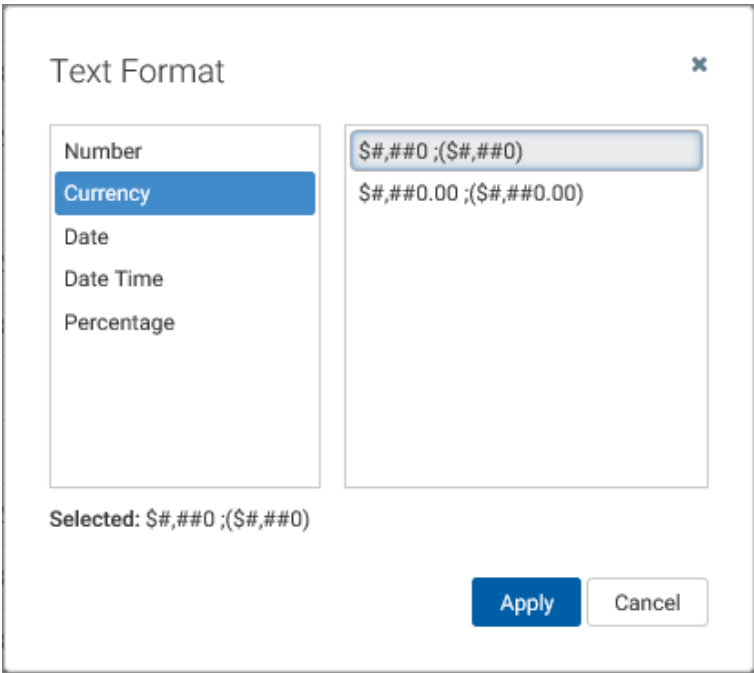 Text Format
Number
Currency
Date
Date Time
Percentage
$#,##0 ;($#,##0)
$#,##0.00 ;($#,##0.00)
Selected: $#,##0 ;($#,##0)
Apply
Cancel